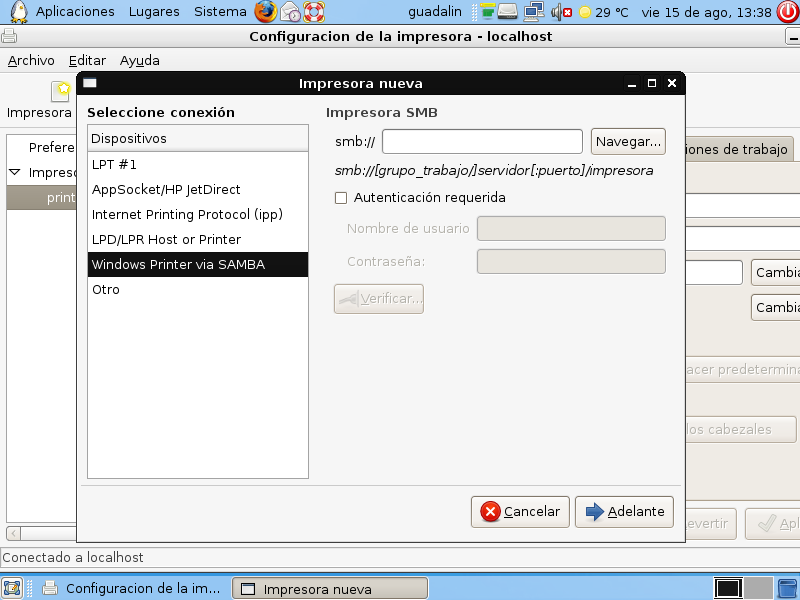 Aplicaciones Lugares Sistema guadalin 29 °C vie 15 de ago, 13:38
Configuracion de la impresora - localhost
Archivo Editar Ayuda
Impresora nueva
Impresora
Seleccione conexión
Impresora SMB
Dispositivos
smb:// Navegar...
LPT #1
smb://[grupo_trabajo/]servidor[:puerto]/impresora
AppSocket/HP JetDirect
Autenticación requerida
Internet Printing Protocol (ipp)
Nombre de usuario
LPD/LPR Host or Printer
Contraseña:
Windows Printer via SAMBA
Otro
Verificar...
Prefere
Impreso
print
iones de trabajo
Cambia
Cambia
acer predetermina
los cabezales
Cancelar Adelante
evertir Apl
Conectado a localhost
Configuracion de la im... Impresora nueva